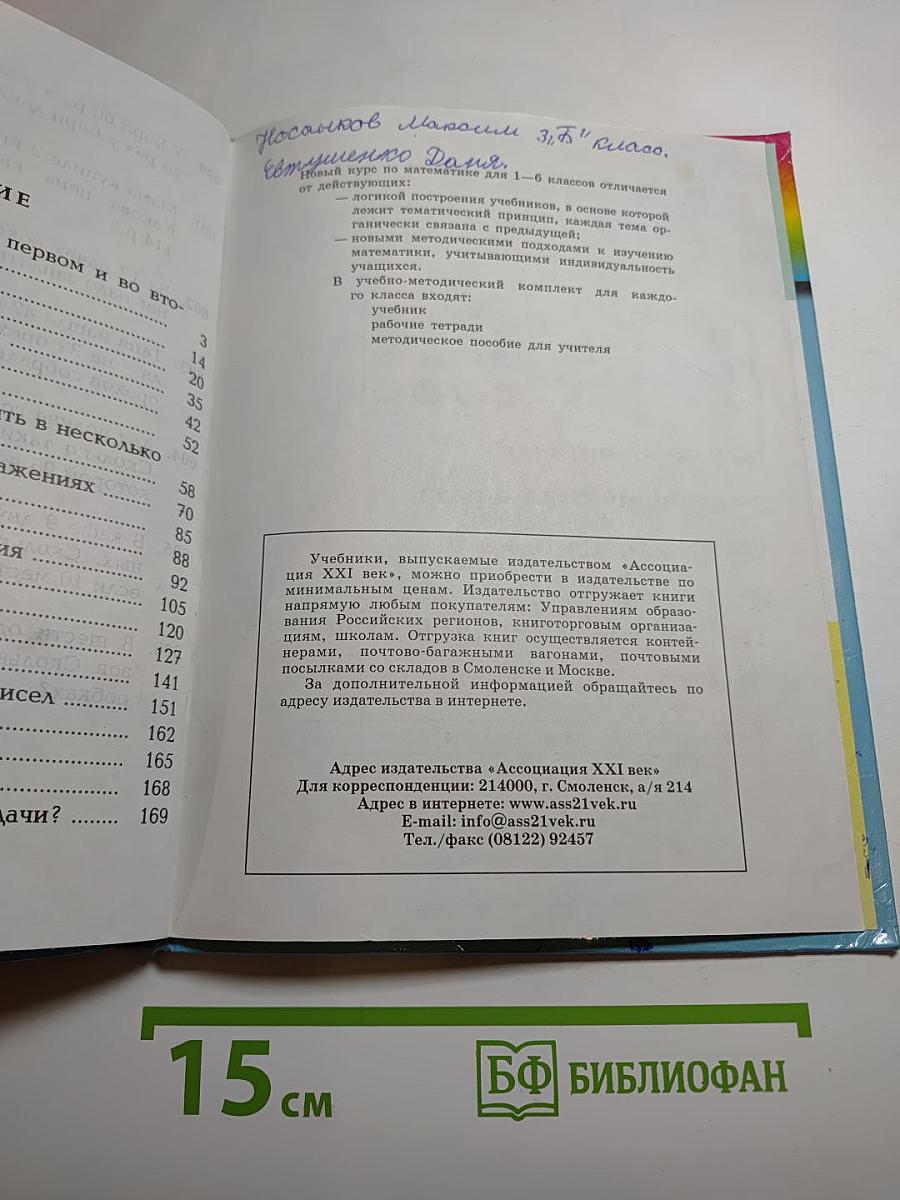 ИЕ
первом и во вто-
3
14
20
35
42
52
ть в несколько
58
ажениях ........ 70
85
88
ия ............ 92
105
120
127
141
исел .......... 151
162
165
168
дачи? ........ 169
Максим 3 „Б" класс.
Евтушенко Даня.
Новый курс по математике для 1—6 классов отличается
от действующих:
— логикой построения учебников, в основе которой
лежит тематический принцип, каждая тема ор-
ганически связана с предыдущей;
— новыми методическими подходами к изучению
математики, учитывающими индивидуальность
учащихся.
В учебно-методический комплект для каждо-
го класса входят:
учебник
рабочие тетради
методическое пособие для учителя
Учебники, выпускаемые издательством «Ассоциа-
ция XXI век», можно приобрести в издательстве по
минимальным ценам. Издательство отгружает книги
напрямую любым покупателям: Управлениям образо-
вания Российских регионов, книготорговым организа-
циям, школам. Отгрузка книг осуществляется контей-
нерами, почтово-багажными вагонами, почтовыми
посылками со складов в Смоленске и Москве.
За дополнительной информацией обращайтесь по
адресу издательства в интернете.
Адрес издательства «Ассоциация XXI век»
Для корреспонденции: 214000, г. Смоленск, а/я 214
Адрес в интернете: www.ass21vek.ru
E-mail: info@ass21vek.ru
Тел./факс (08122) 92457
15 см
БФ БИБЛИОФАН